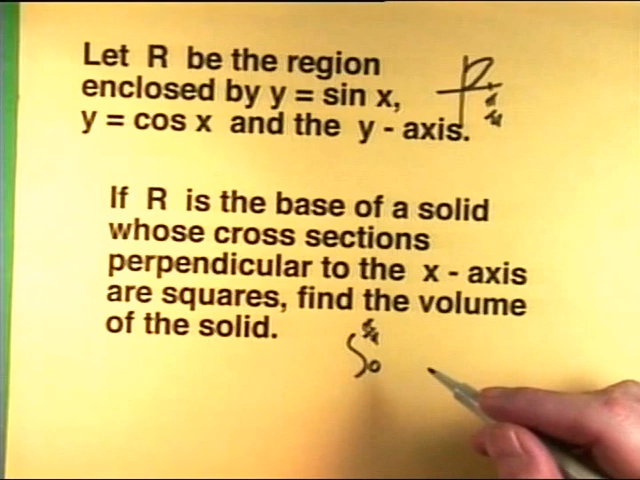 Let R be the region
enclosed by y = sin x,
y = cos x and the y - axis.
If R is the base of a solid
whose cross sections
perpendicular to the x - axis
are squares, find the volume
of the solid.